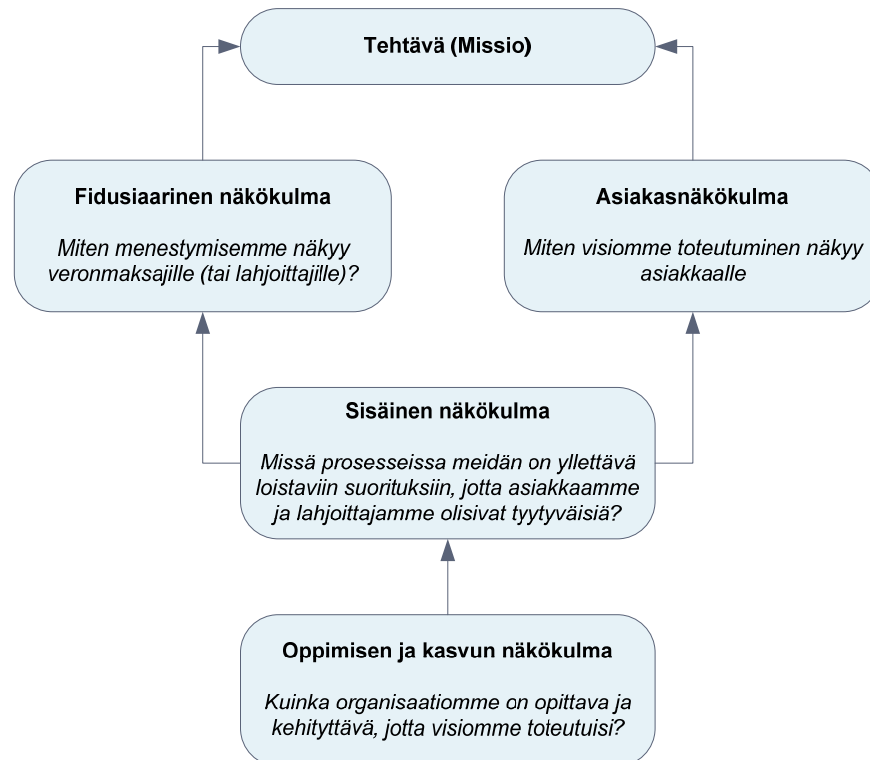 Tehtävä (Missio)
Fidusiaarinen näkökulma
Miten menestymisemme näkyy
veronmaksajille (tai lahjoittajille)?
Asiakasnäkökulma
Miten visiomme toteutuminen näkyy
asiakkaalle
Sisäinen näkökulma
Missä prosesseissa meidän on yllettävä
loistaviin suorituksiin, jotta asiakkaamme
ja lahjoittajamme olisivat tyytyväisiä?
Oppimisen ja kasvun näkökulma
Kuinka organisaatiomme on opittava ja
kehityttävä, jotta visiomme toteutuisi?